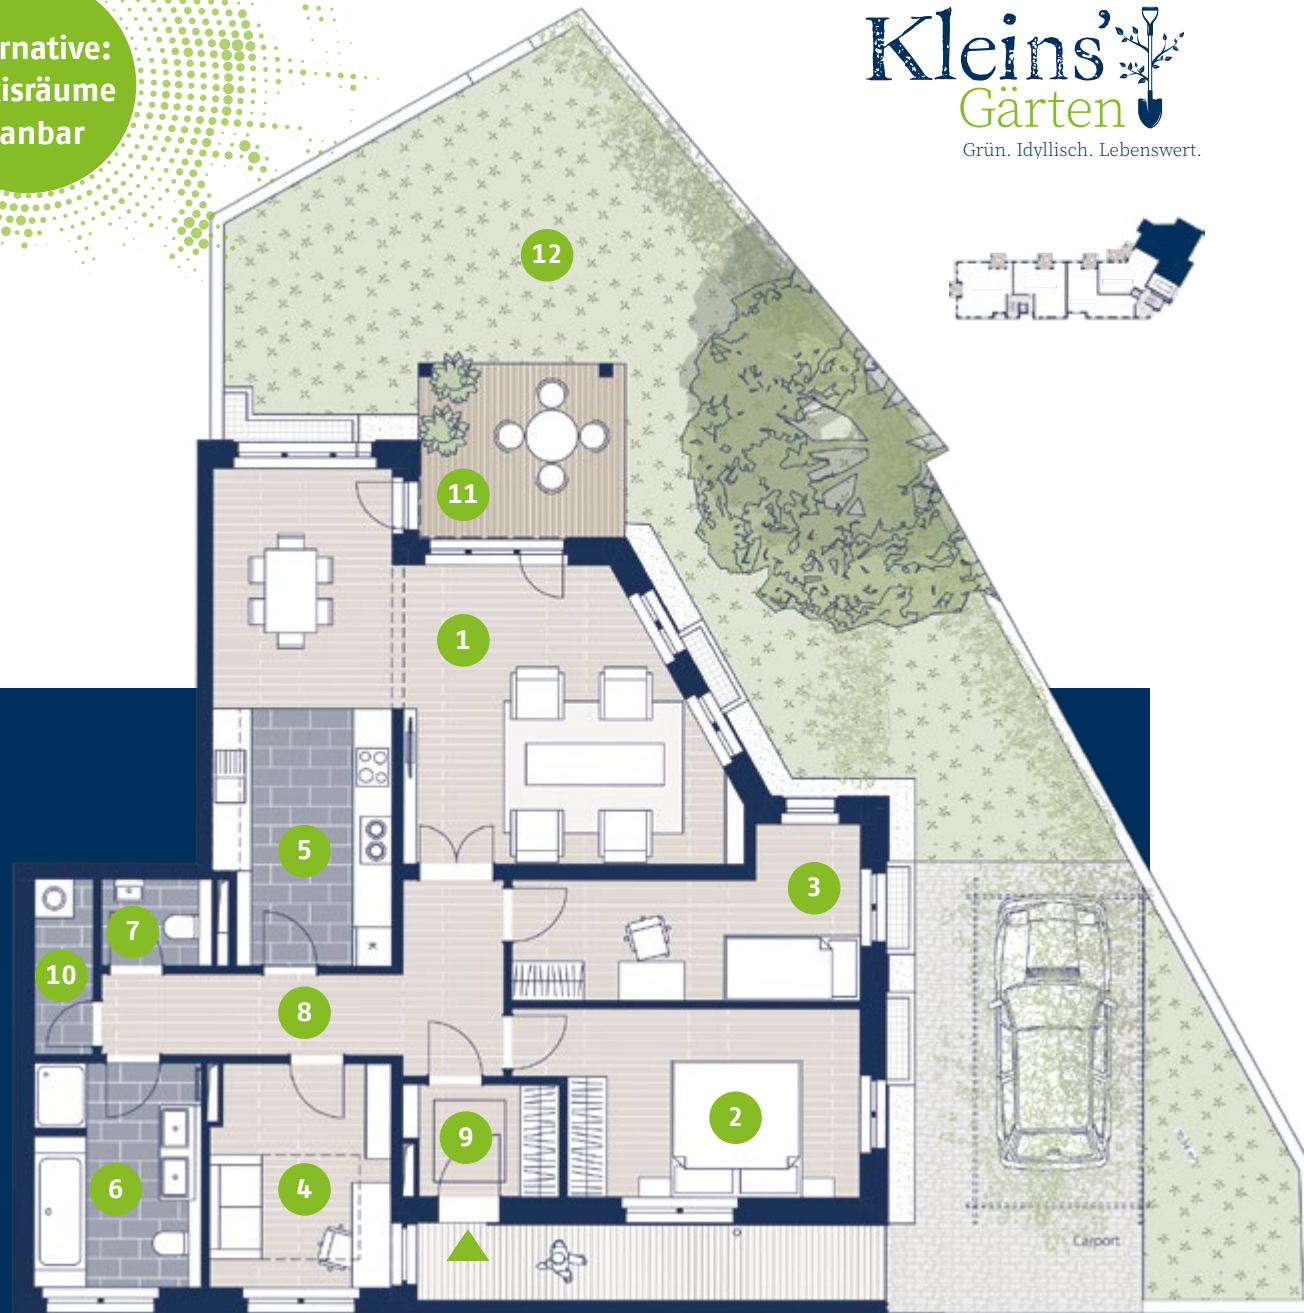 rnative:
isräume
anbar
Kleins'
Gärten
Grün. Idyllisch. Lebenswert.
12
11
1
5
3
7
10
8
9
2
6
4
Carport